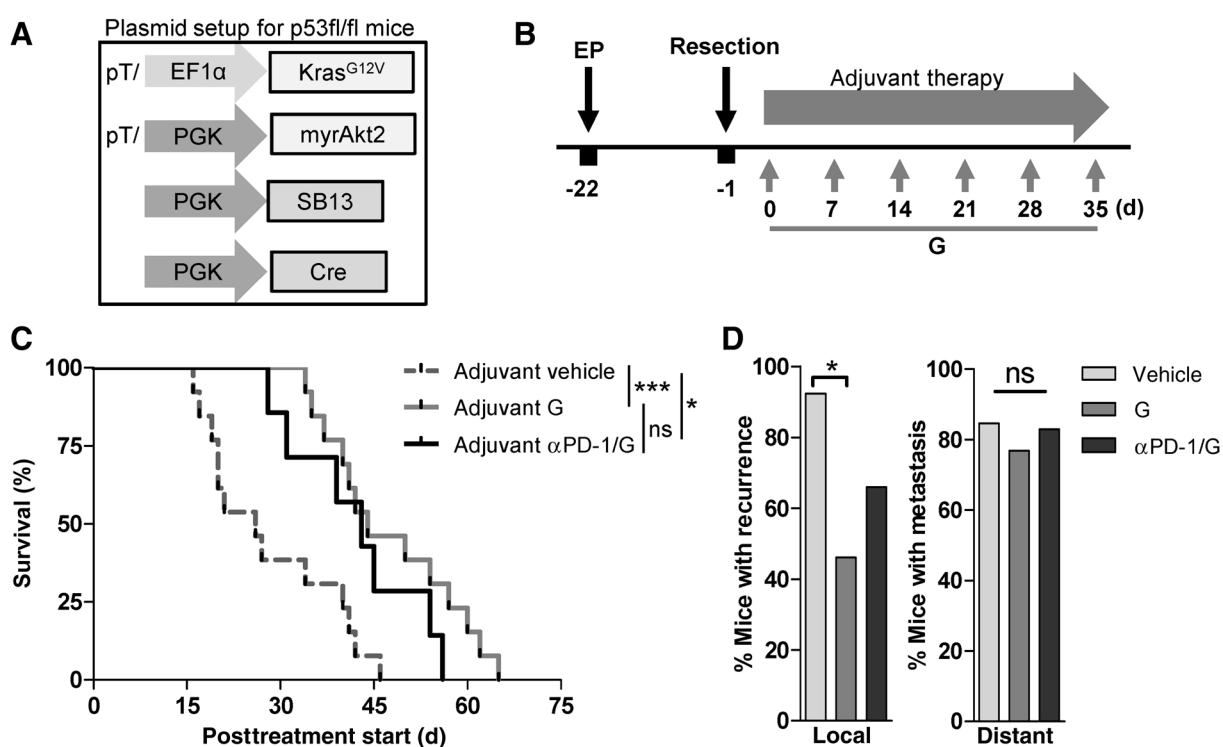 A
Plasmid setup for p53fl/fl mice
pT/ EF1α Kras^G12V
pT/ PGK myrAkt2
PGK SB13
PGK Cre
B
EP Resection
Adjuvant therapy
-22 -1 0 7 14 21 28 35 (d)
G
C
Survival (%)
100
75
50
25
0
0 15 30 45 60 75
Posttreatment start (d)
Adjuvant vehicle
Adjuvant G
Adjuvant αPD-1/G
***
ns
*
D
% Mice with recurrence
100
80
60
40
20
0
*
Local
% Mice with metastasis
100
80
60
40
20
0
ns
Distant
Vehicle
G
αPD-1/G